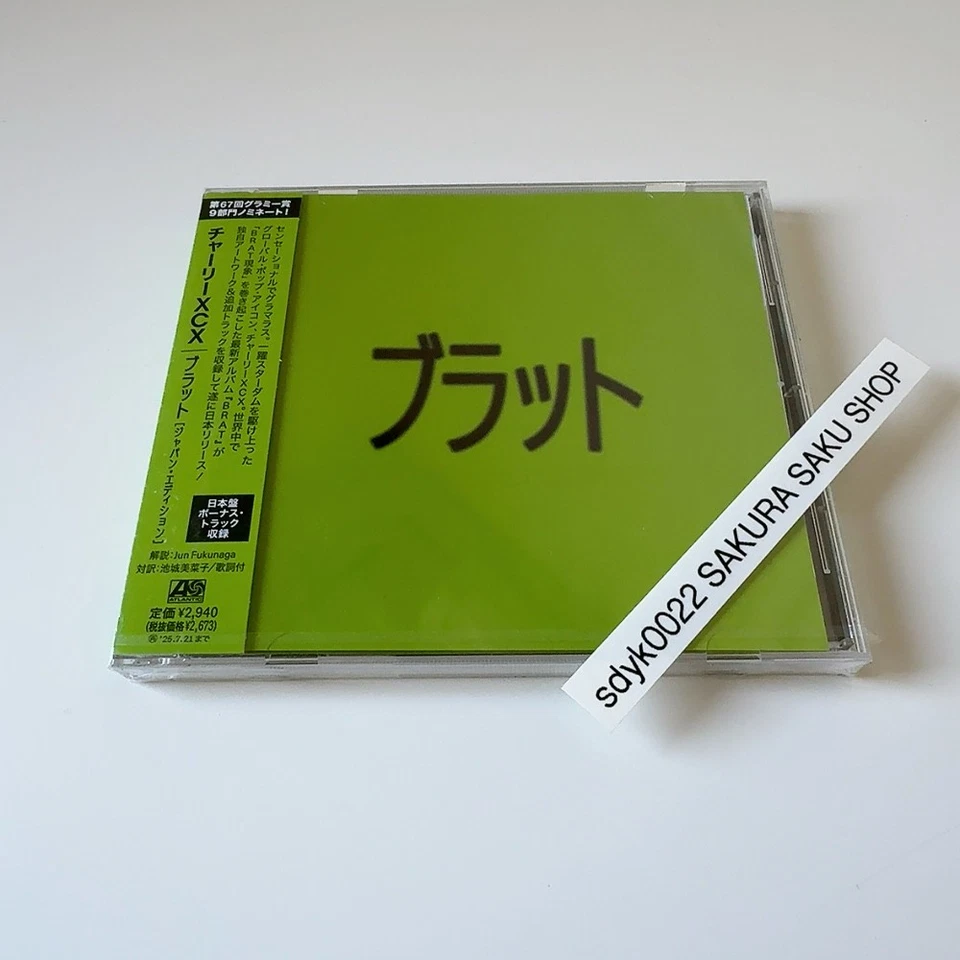 第67回グラミー賞
9部門ノミネート!
チャーリーXCX
ブラット[ジャパン・エディション]
センセーショナルでグラマラス。一躍スターダムを駆け上った
グローバル・ポップ・アイコン、チャーリーXCX。世界中で
「BRAT現象」を巻き起こした最新アルバム『BRAT』が
独自アートワーク&追加トラックを収録して遂に日本リリース!
日本盤
ボーナス・
トラック
収録
解説:Jun Fukunaga
対訳:池城美菜子/歌詞付
ATLANTIC
定価¥2,940
(税抜価格¥2,673)
'25.7.21まで
ブラット
sdyk0022 SAKURA SAKU SHOP